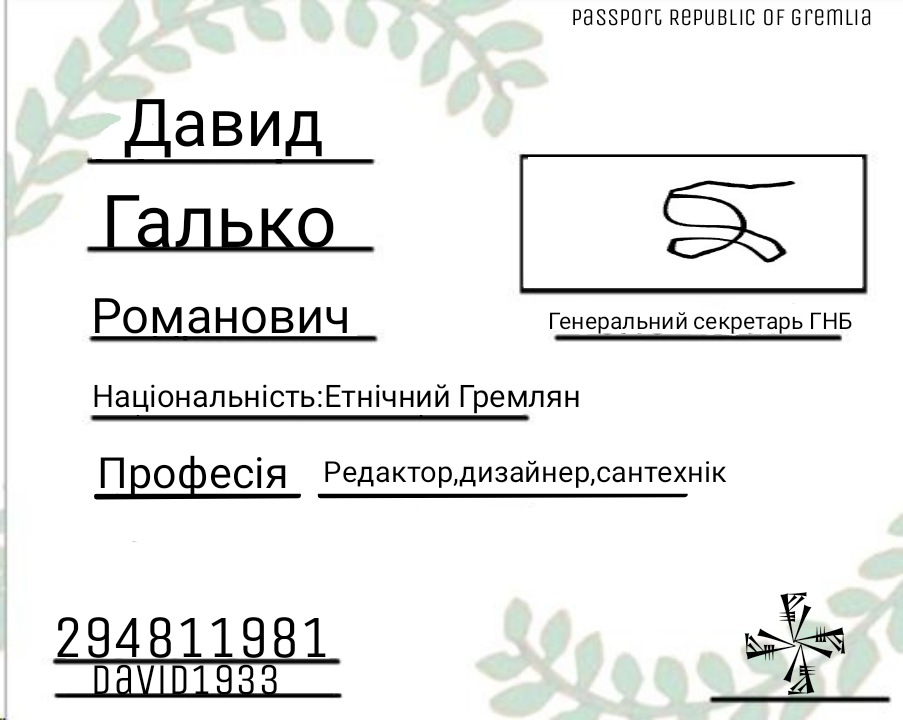 Passport Republic of Gremlia
Давид
Галько
Романович
Генеральний секретарь ГНБ
Національність:Етнічний Гремлян
Професія Редактор,дизайнер,сантехнік
294811981
David1933